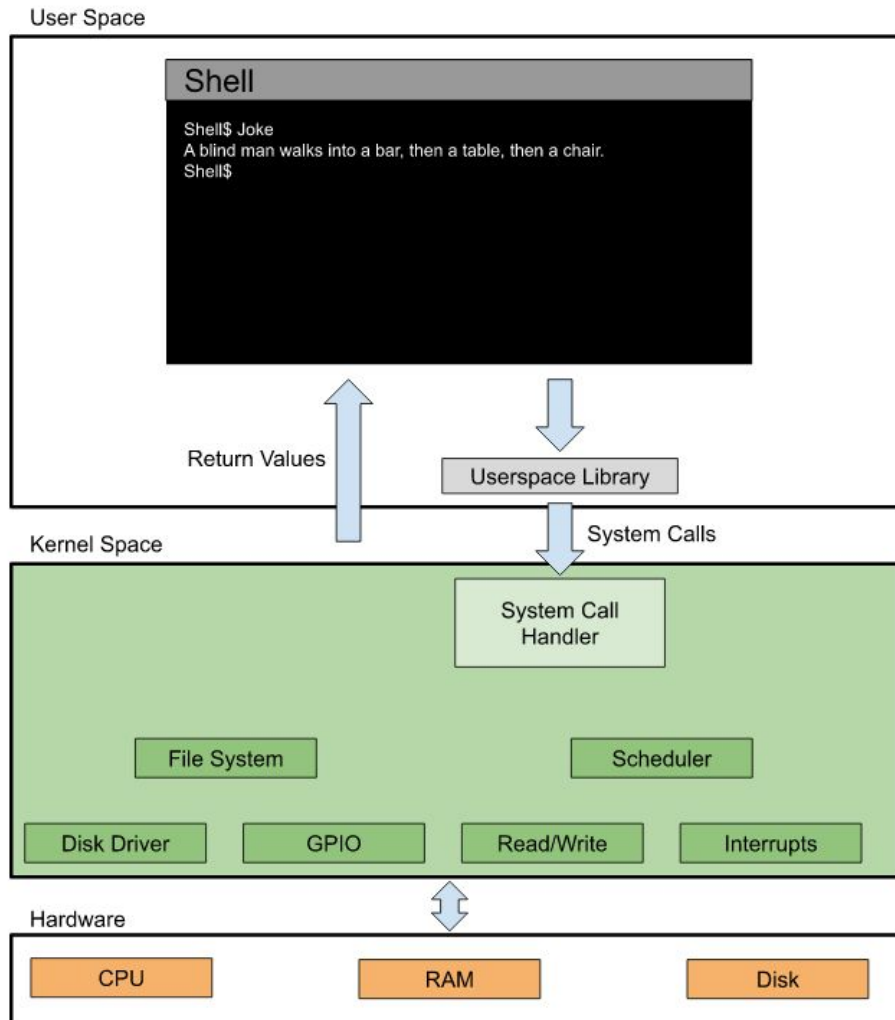 User Space
Shell
Shell$ Joke
A blind man walks into a bar, then a table, then a chair.
Shell$
Return Values
Userspace Library
System Calls
Kernel Space
System Call
Handler
File System
Scheduler
Disk Driver
GPIO
Read/Write
Interrupts
Hardware
CPU
RAM
Disk